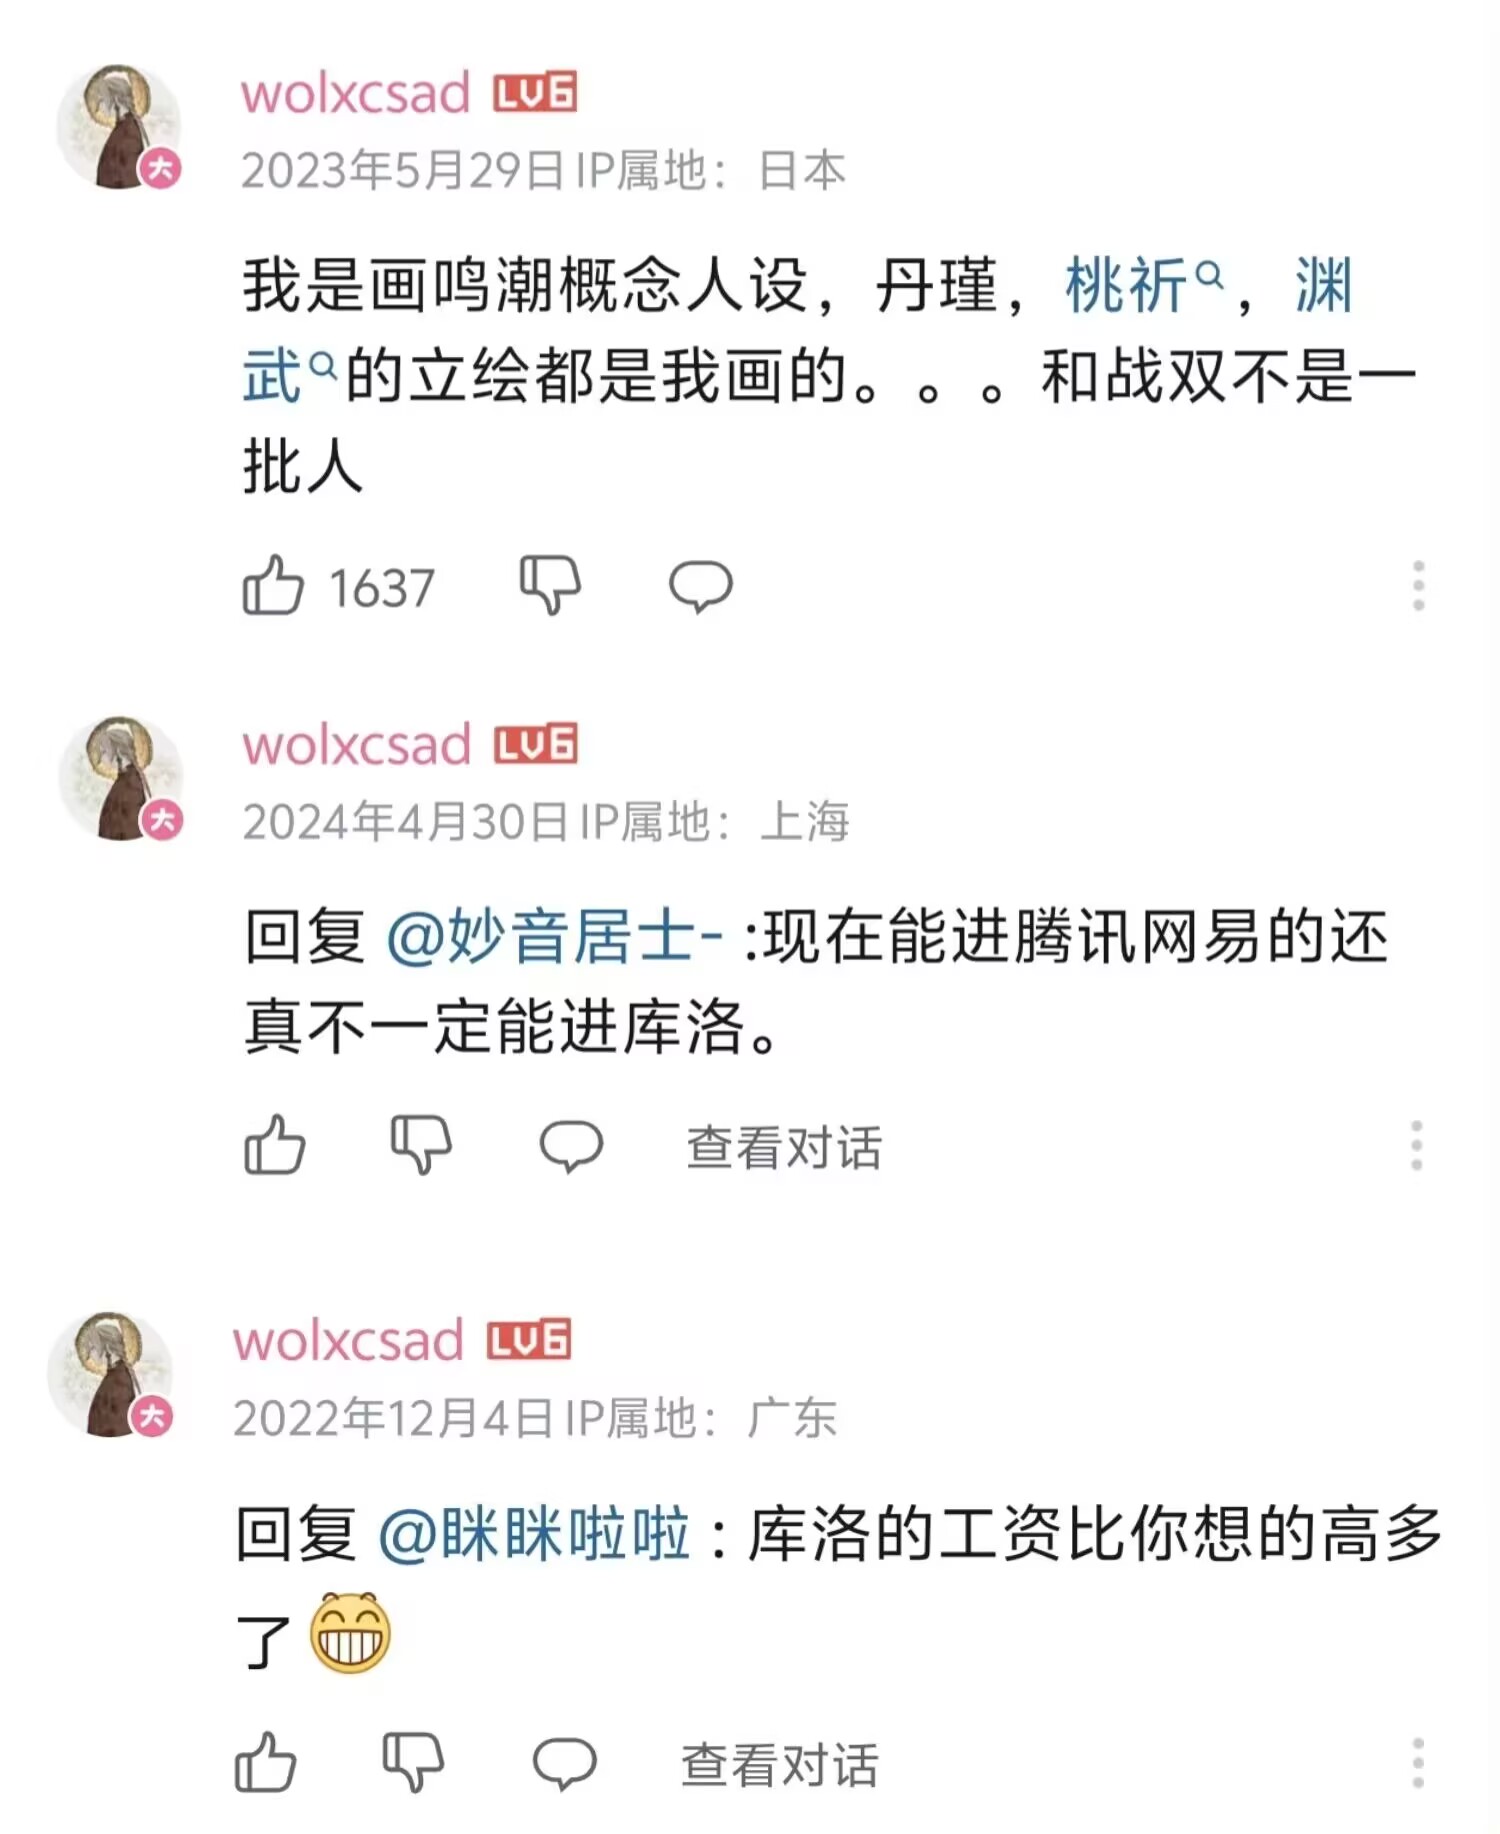 wolxcsad LV6
大
2023年5月29日 IP属地：日本
我是画鸣潮概念人设，丹瑾，桃祈，渊
武的立绘都是我画的。。。和战双不是一
批人
1637
wolxcsad LV6
大
2024年4月30日 IP属地：上海
回复 @妙音居士- :现在能进腾讯网易的还
真不一定能进库洛。
查看对话
wolxcsad LV6
大
2022年12月4日 IP属地：广东
回复 @眯眯啦啦 : 库洛的工资比你想的高多
了
查看对话